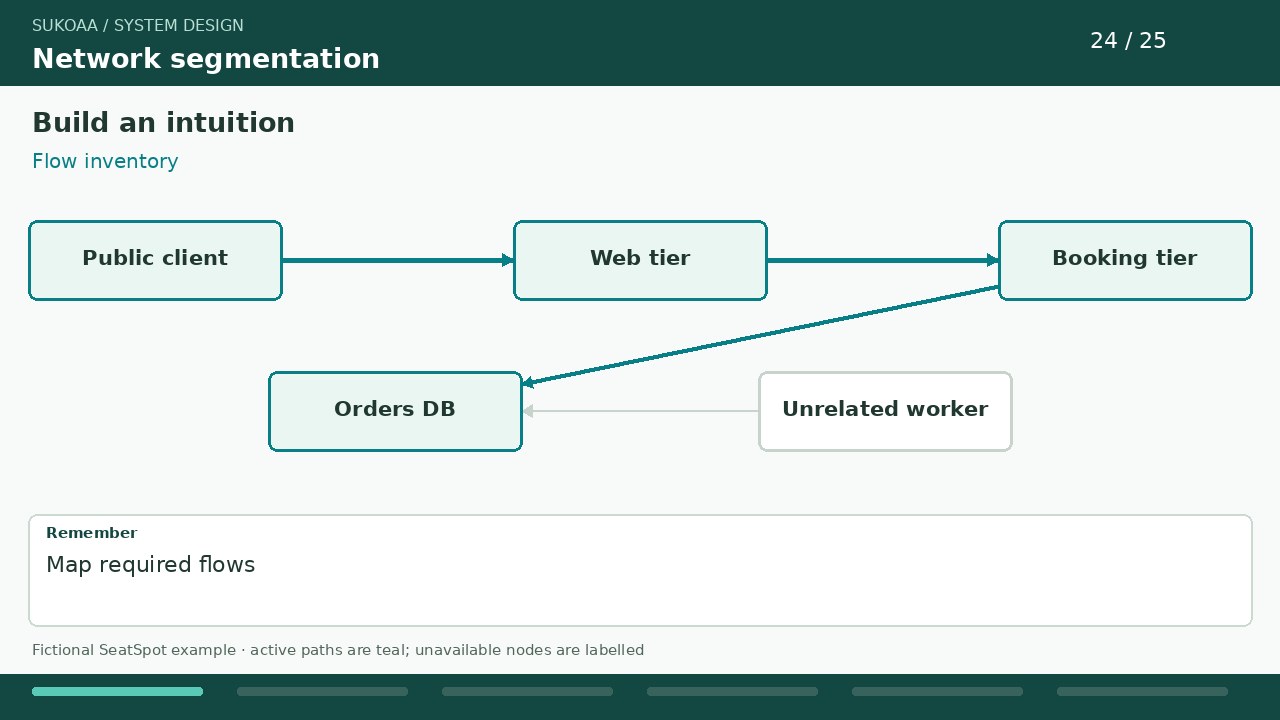 SUKOAA / SYSTEM DESIGN
Network segmentation
24 / 25
Build an intuition
Flow inventory
Public client
Web tier
Booking tier
Orders DB
Unrelated worker
Remember
Map required flows
Fictional SeatSpot example · active paths are teal; unavailable nodes are labelled